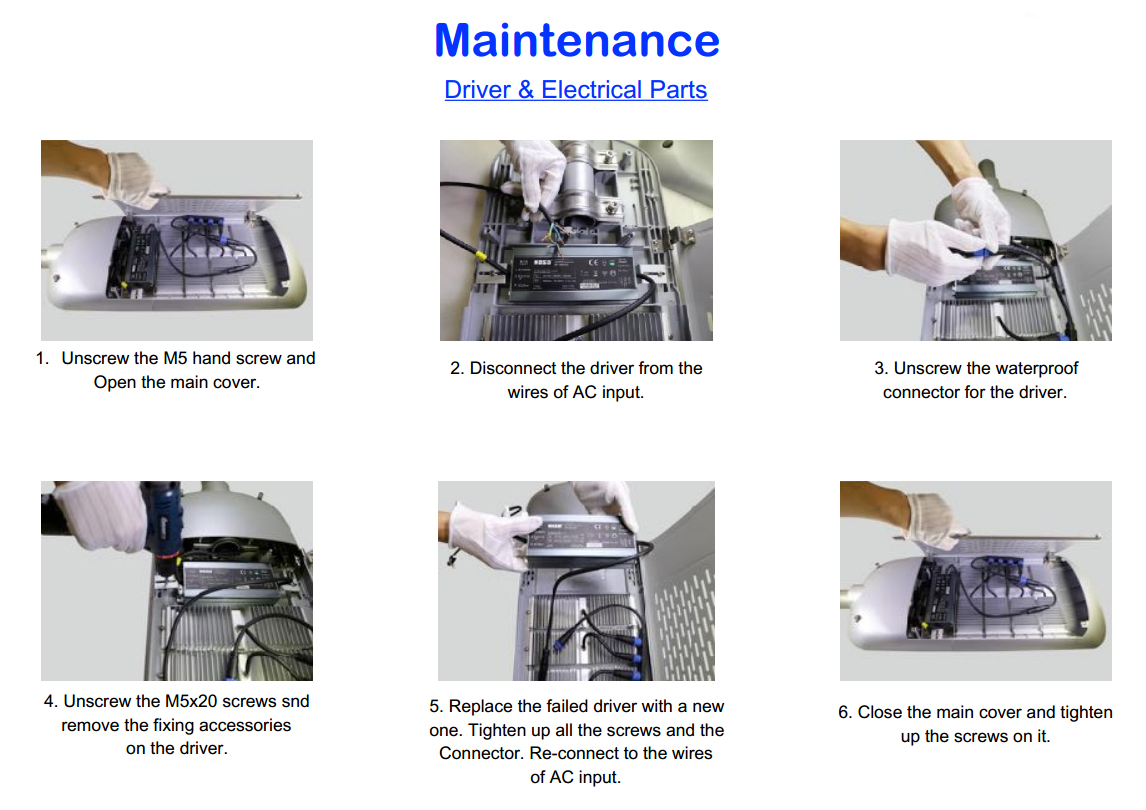 Maintenance
Driver & Electrical Parts
1. Unscrew the M5 hand screw and
Open the main cover.
2. Disconnect the driver from the
wires of AC input.
3. Unscrew the waterproof
connector for the driver.
4. Unscrew the M5x20 screws snd
remove the fixing accessories
on the driver.
5. Replace the failed driver with a new
one. Tighten up all the screws and the
Connector. Re-connect to the wires
of AC input.
6. Close the main cover and tighten
up the screws on it.